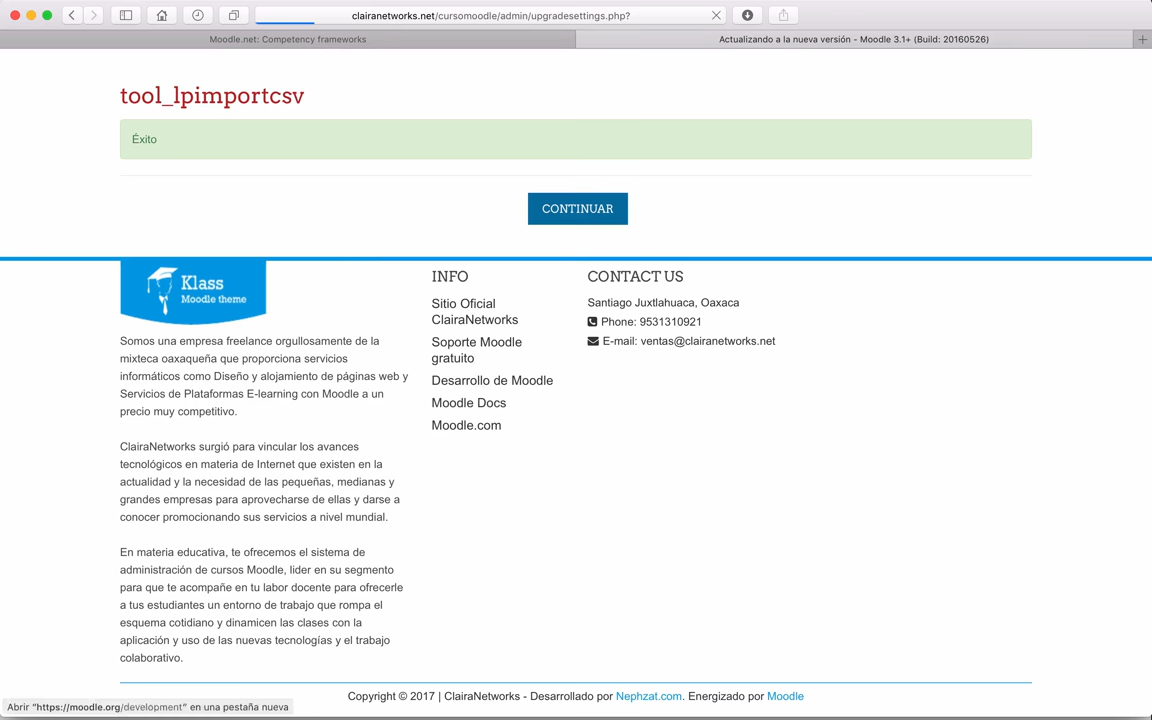 clairanetworks.net/cursomoodle/admin/upgradesettings.php?
Moodle.net: Competency frameworks
Actualizando a la nueva versión - Moodle 3.1+ (Build: 20160526)
tool_lpimportcsv
Éxito
CONTINUAR
Klass
Moodle theme
Somos una empresa freelance orgullosamente de la
mixteca oaxaqueña que proporciona servicios
informáticos como Diseño y alojamiento de páginas web y
Servicios de Plataformas E-learning con Moodle a un
precio muy competitivo.
ClairaNetworks surgió para vincular los avances
tecnológicos en materia de Internet que existen en la
actualidad y la necesidad de las pequeñas, medianas y
grandes empresas para aprovecharse de ellas y darse a
conocer promocionando sus servicios a nivel mundial.
En materia educativa, te ofrecemos el sistema de
administración de cursos Moodle, lider en su segmento
para que te acompañe en tu labor docente para ofrecerle
a tus estudiantes un entorno de trabajo que rompa el
esquema cotidiano y dinamicen las clases con la
aplicación y uso de las nuevas tecnologías y el trabajo
colaborativo.
INFO
Sitio Oficial
ClairaNetworks
Soporte Moodle
gratuito
Desarrollo de Moodle
Moodle Docs
Moodle.com
CONTACT US
Santiago Juxtlahuaca, Oaxaca
Phone: 9531310921
E-mail: ventas@clairanetworks.net
Copyright © 2017 | ClairaNetworks - Desarrollado por Nephzat.com. Energizado por Moodle
Abrir “https://moodle.org/development” en una pestaña nueva